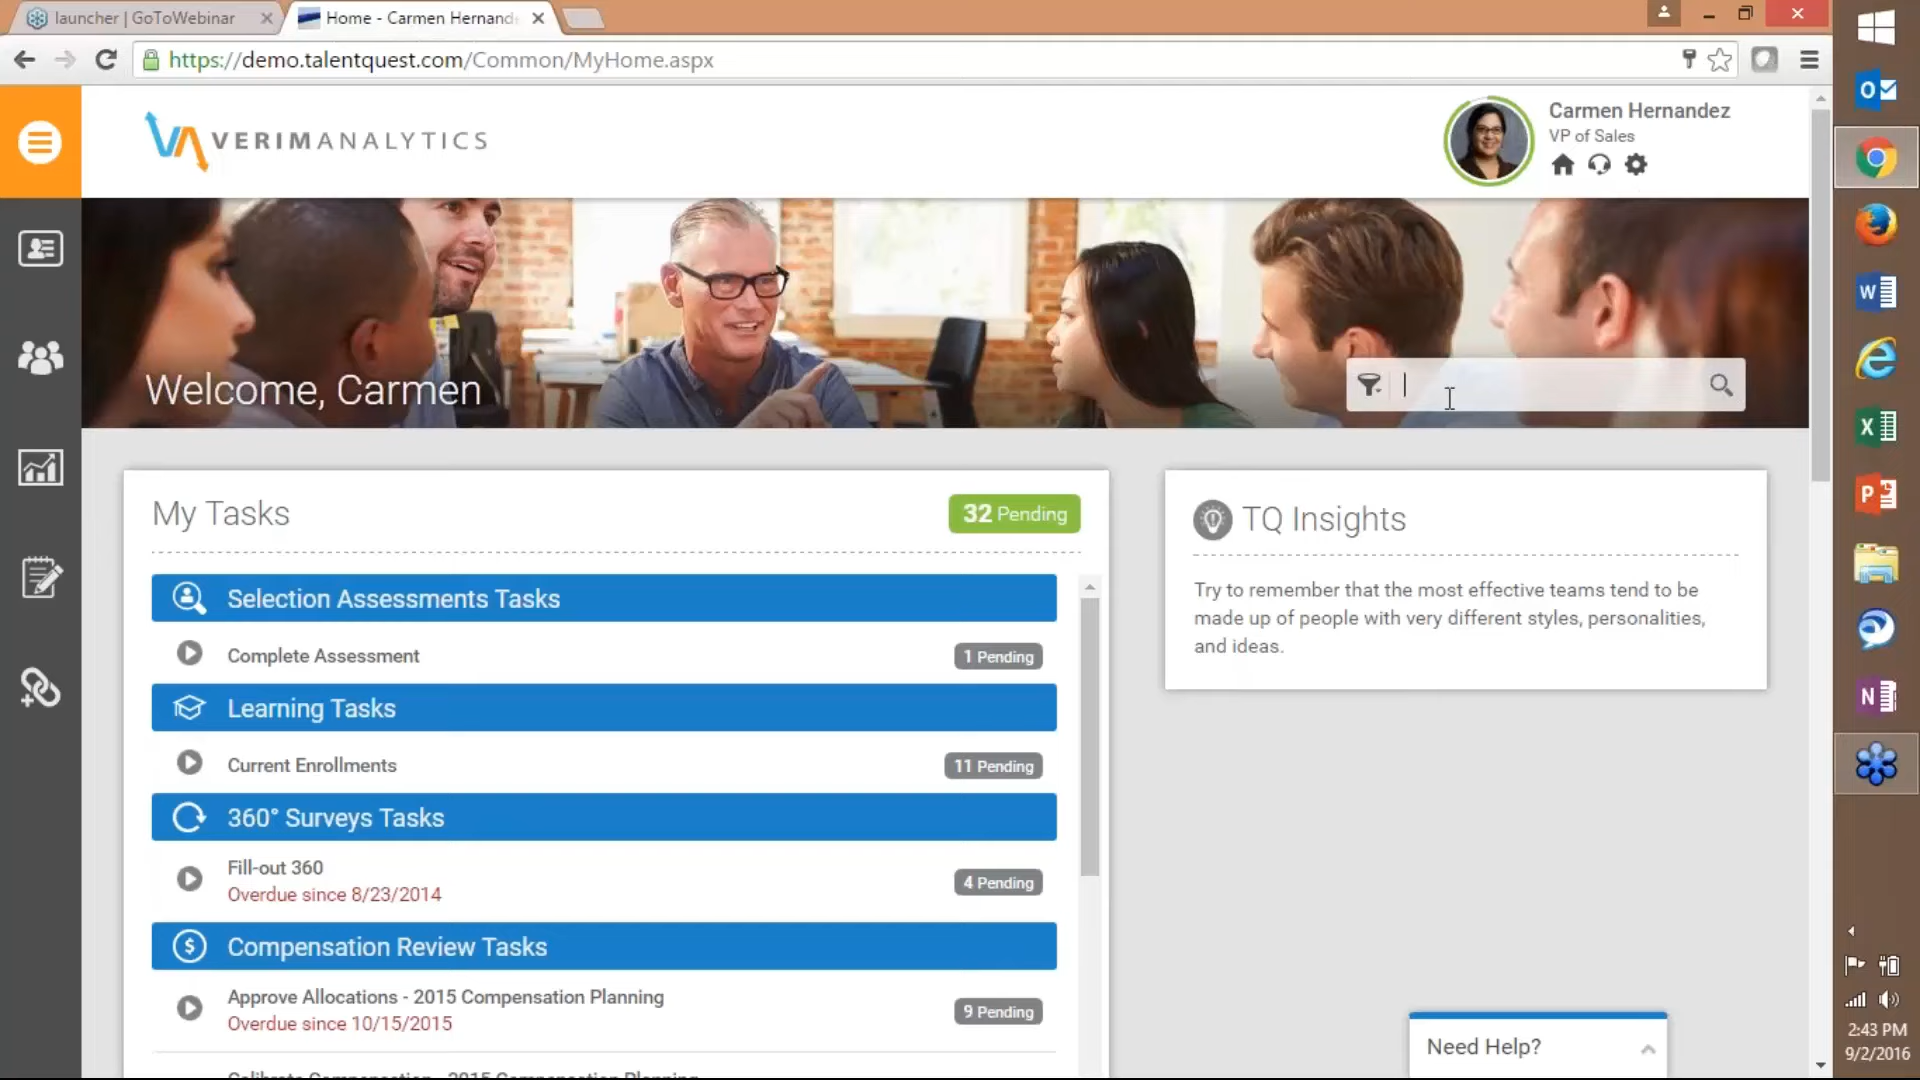 launcher | GoToWebinar
Home - Carmen Hernand
https://demo.talentquest.com/Common/MyHome.aspx
VERIMANALYTICS
Carmen Hernandez
VP of Sales
Welcome, Carmen
My Tasks
32 Pending
Selection Assessments Tasks
Complete Assessment
1 Pending
Learning Tasks
Current Enrollments
11 Pending
360° Surveys Tasks
Fill-out 360
Overdue since 8/23/2014
4 Pending
Compensation Review Tasks
Approve Allocations - 2015 Compensation Planning
Overdue since 10/15/2015
9 Pending
Calibrate Compensation - 2015 Compensation Planning
TQ Insights
Try to remember that the most effective teams tend to be
made up of people with very different styles, personalities,
and ideas.
Need Help?
2:43 PM
9/2/2016